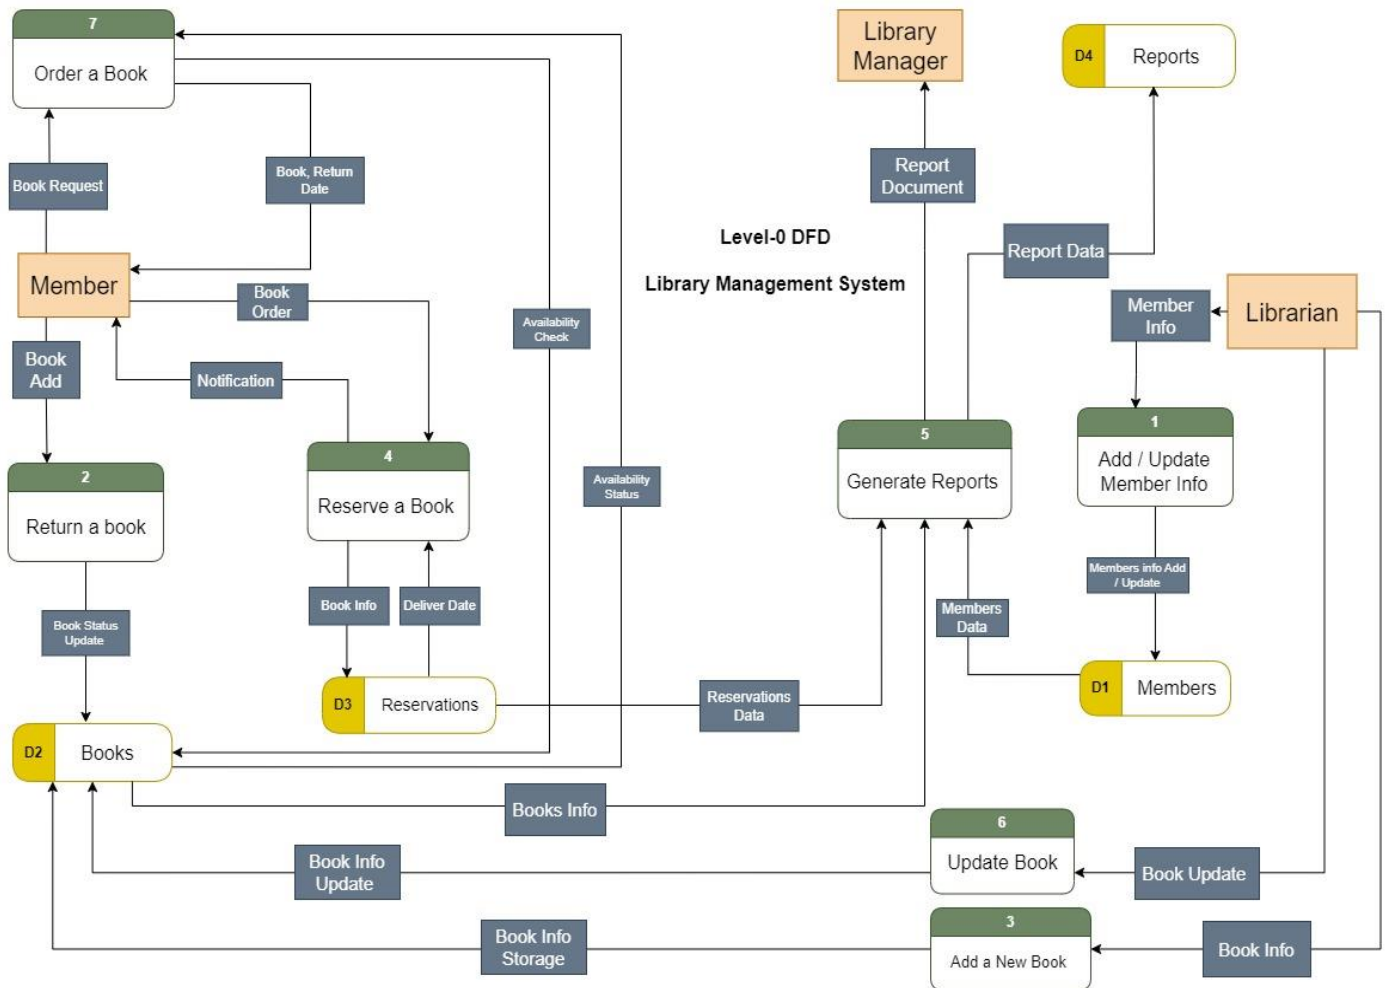 7
Order a Book
Library
Manager
D4
Reports
Book Request
Book, Return
Date
Report
Document
Level-0 DFD
Library Management System
Report Data
Member
Book
Order
Member
Info
Librarian
Availability
Check
Book
Add
Notification
1
Add / Update
Member Info
5
Generate Reports
4
Reserve a Book
2
Return a book
Availability
Status
Members info Add
/ Update
Book Info
Deliver Date
Members
Data
Book Status
Update
D3
Reservations
Reservations
Data
D1
Members
D2
Books
Books Info
6
Update Book
Book Info
Update
Book Update
3
Add a New Book
Book Info
Storage
Book Info